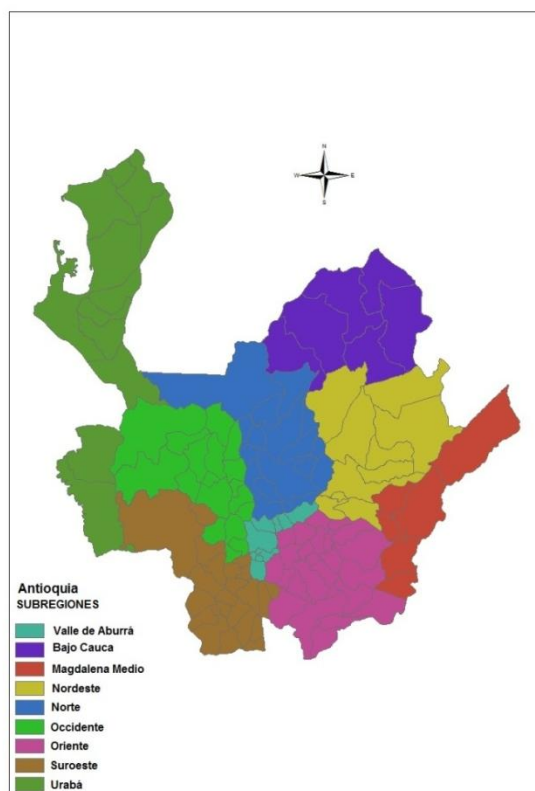 N
W E
S
Antioquia
SUBREGIONES
Valle de Aburrá
Bajo Cauca
Magdalena Medio
Nordeste
Norte
Occidente
Oriente
Suroeste
Urabá